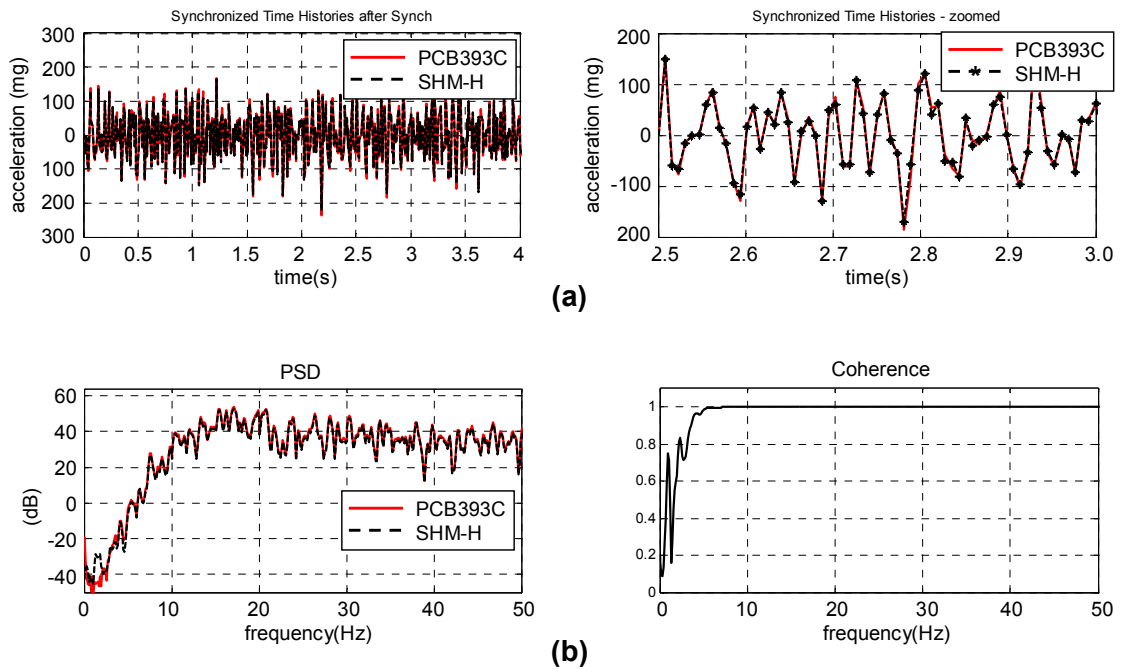 Synchronized Time Histories after Synch
300
200
100
0
100
200
300
acceleration (mg)
0 0.5 1 1.5 2 2.5 3 3.5 4
time(s)
PCB393C
SHM-H
Synchronized Time Histories - zoomed
200
100
0
-100
200
acceleration (mg)
2.5 2.6 2.7 2.8 2.9 3.0
time(s)
PCB393C
SHM-H
(a)
PSD
60
40
20
0
-20
-40
(dB)
0 10 20 30 40 50
frequency(Hz)
PCB393C
SHM-H
Coherence
1
1
0.8
0.6
0.4
0.2
0
0 10 20 30 40 50
frequency(Hz)
(b)